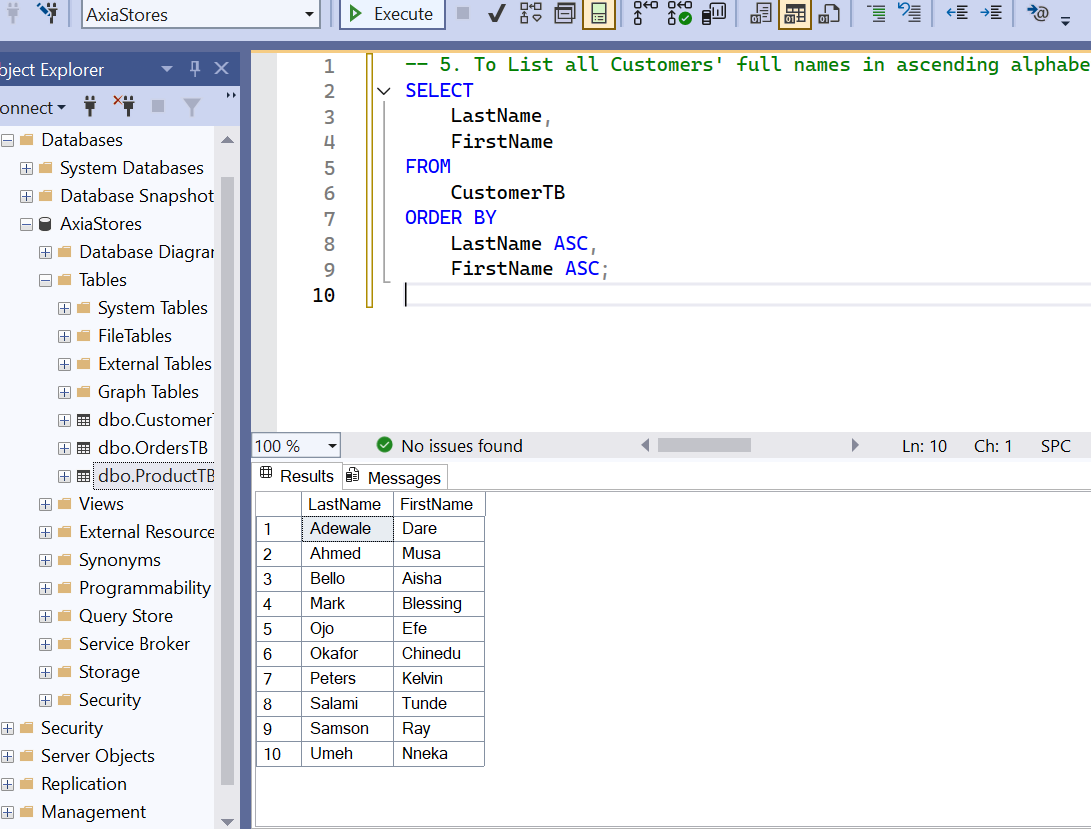 AxiaStores
Execute
bject Explorer
onnect
Databases
System Databases
Database Snapshot
AxiaStores
Database Diagra
Tables
System Tables
FileTables
External Tables
Graph Tables
dbo.Customer
dbo.OrdersTB
dbo.ProductTB
Views
External Resource
Synonyms
Programmability
Query Store
Service Broker
Storage
Security
Security
Server Objects
Replication
Management
1 -- 5. To List all Customers' full names in ascending alphabe
2 SELECT
3 LastName,
4 FirstName
5 FROM
6 CustomerTB
7 ORDER BY
8 LastName ASC,
9 FirstName ASC;
10
100 % No issues found Ln: 10 Ch: 1 SPC
Results Messages
LastName FirstName
1 Adewale Dare
2 Ahmed Musa
3 Bello Aisha
4 Mark Blessing
5 Ojo Efe
6 Okafor Chinedu
7 Peters Kelvin
8 Salami Tunde
9 Samson Ray
10 Umeh Nneka